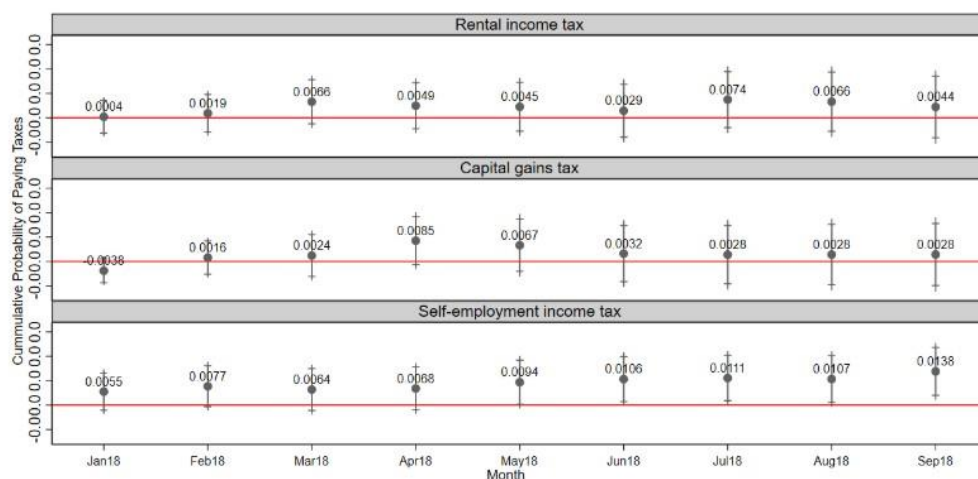 Rental income tax
0.0004 0.0019 0.0066 0.0049 0.0045 0.0029 0.0074 0.0066 0.0044
Capital gains tax
-0.0038 0.0016 0.0024 0.0085 0.0067 0.0032 0.0028 0.0028 0.0028
Self-employment income tax
0.0055 0.0077 0.0064 0.0068 0.0094 0.0106 0.0111 0.0107 0.0138
Cummulative Probability of Paying Taxes
Jan18 Feb18 Mar18 Apr18 May18 Jun18 Jul18 Aug18 Sep18
Month